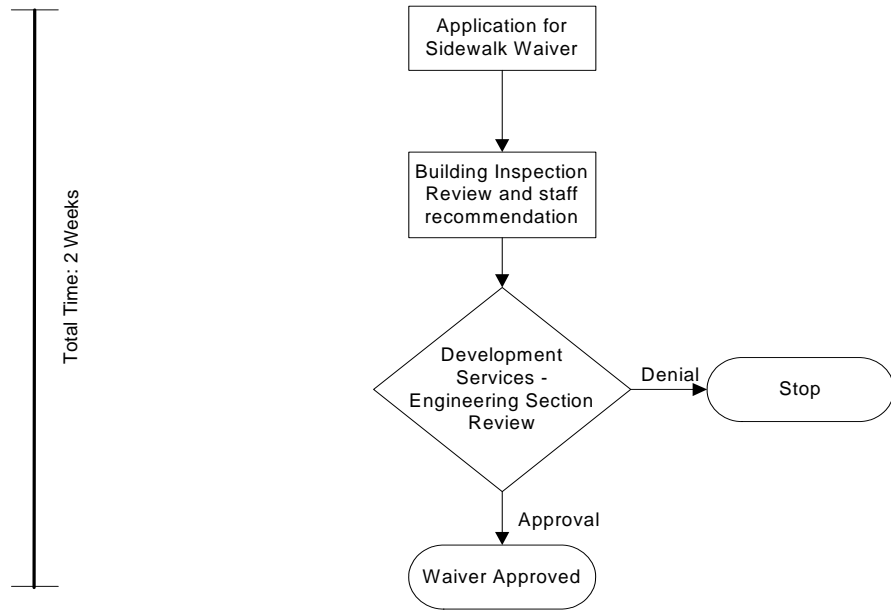 Application for
Sidewalk Waiver
Building Inspection
Review and staff
recommendation
Total Time: 2 Weeks
Development
Services -
Engineering Section
Review
Denial
Stop
Approval
Waiver Approved